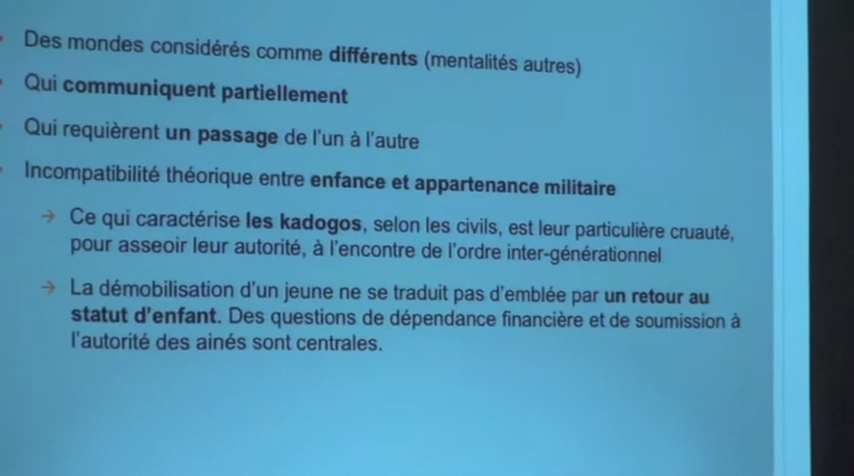 Des mondes considérés comme différents (mentalités autres)
Qui communiquent partiellement
Qui requièrent un passage de l'un à l'autre
Incompatibilité théorique entre enfance et appartenance militaire
→ Ce qui caractérise les kadogos, selon les civils, est leur particulière cruauté,
pour asseoir leur autorité, à l'encontre de l'ordre inter-générationnel
→ La démobilisation d'un jeune ne se traduit pas d'emblée par un retour au
statut d'enfant. Des questions de dépendance financière et de soumission à
l'autorité des ainés sont centrales.